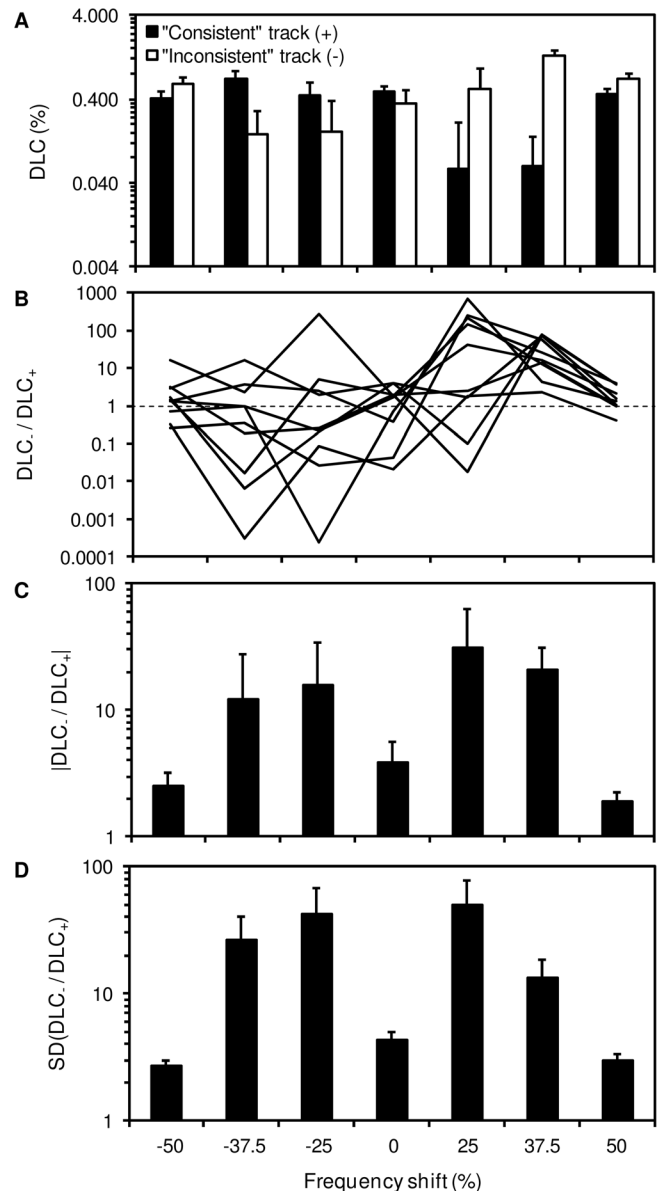 A
4.000
0.400
0.040
0.004
DLC (%)
"Consistent" track (+)
"Inconsistent" track (-)
B
1000
100
10
1
0.1
0.01
0.001
0.0001
DLC- / DLC+
C
100
10
1
|DLC- / DLC+|
D
100
10
1
SD(DLC- / DLC+)
-50 -37.5 -25 0 25 37.5 50
Frequency shift (%)